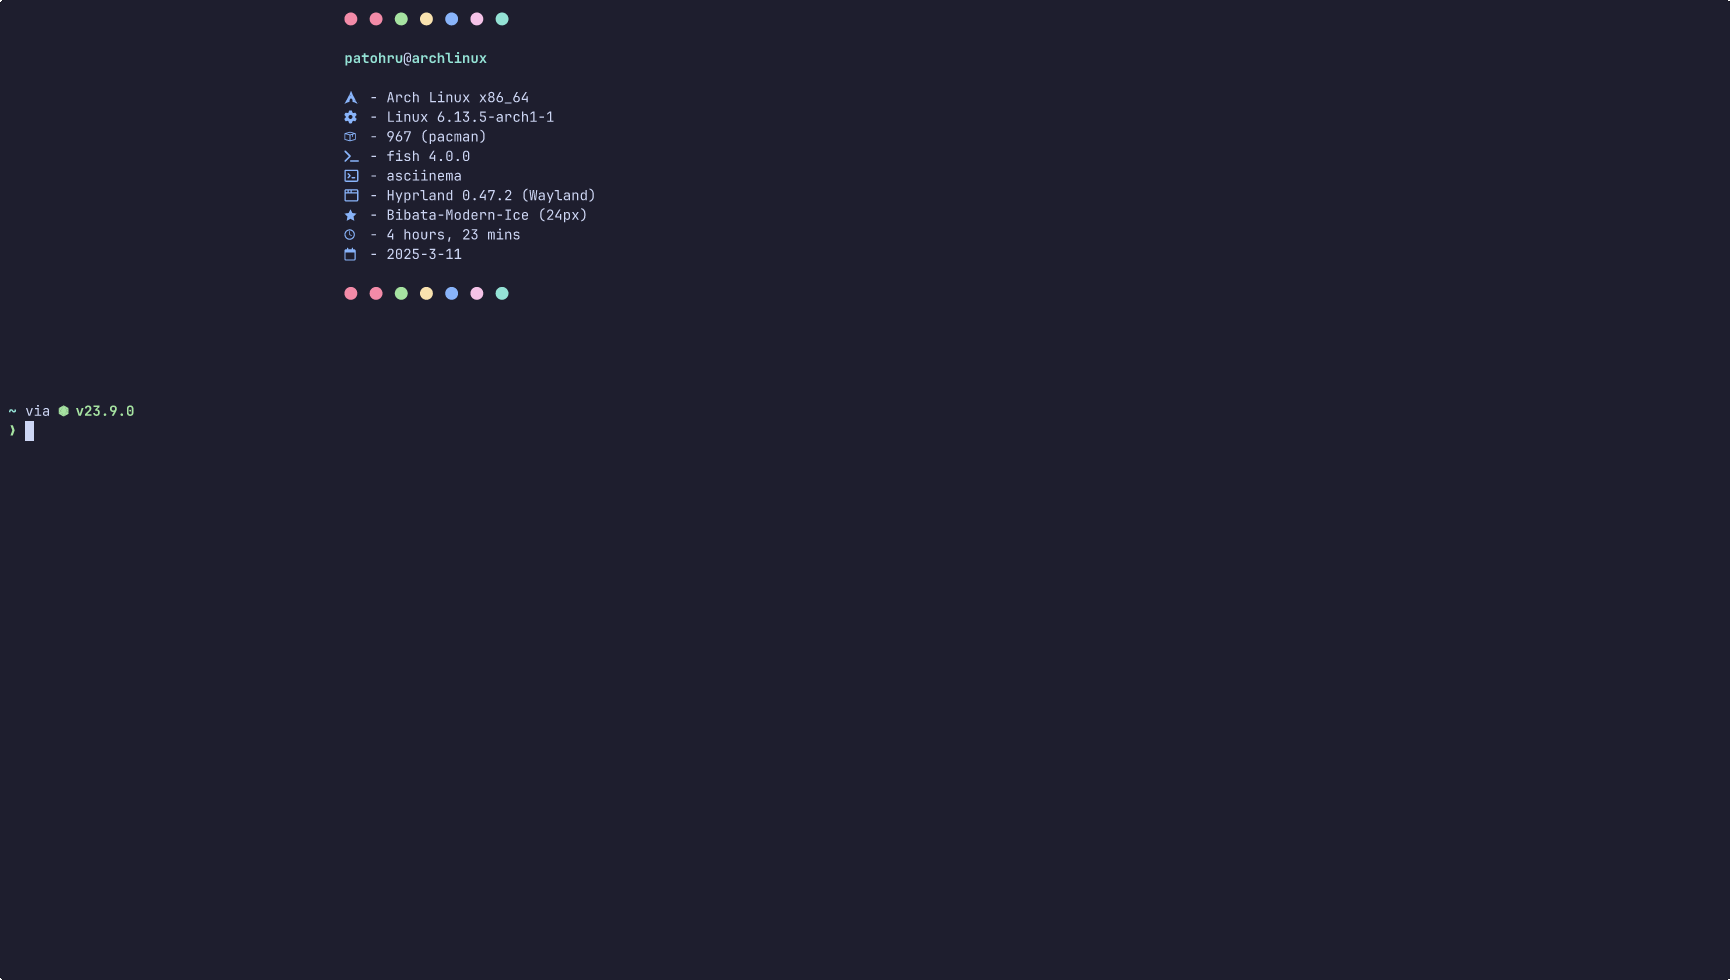 patohru@archlinux
- Arch Linux x86_64
- Linux 6.13.5-arch1-1
- 967 (pacman)
- fish 4.0.0
- asciinema
- Hyprland 0.47.2 (Wayland)
- Bibata-Modern-Ice (24px)
- 4 hours, 23 mins
- 2025-3-11
~ via ⬢ v23.9.0
❯